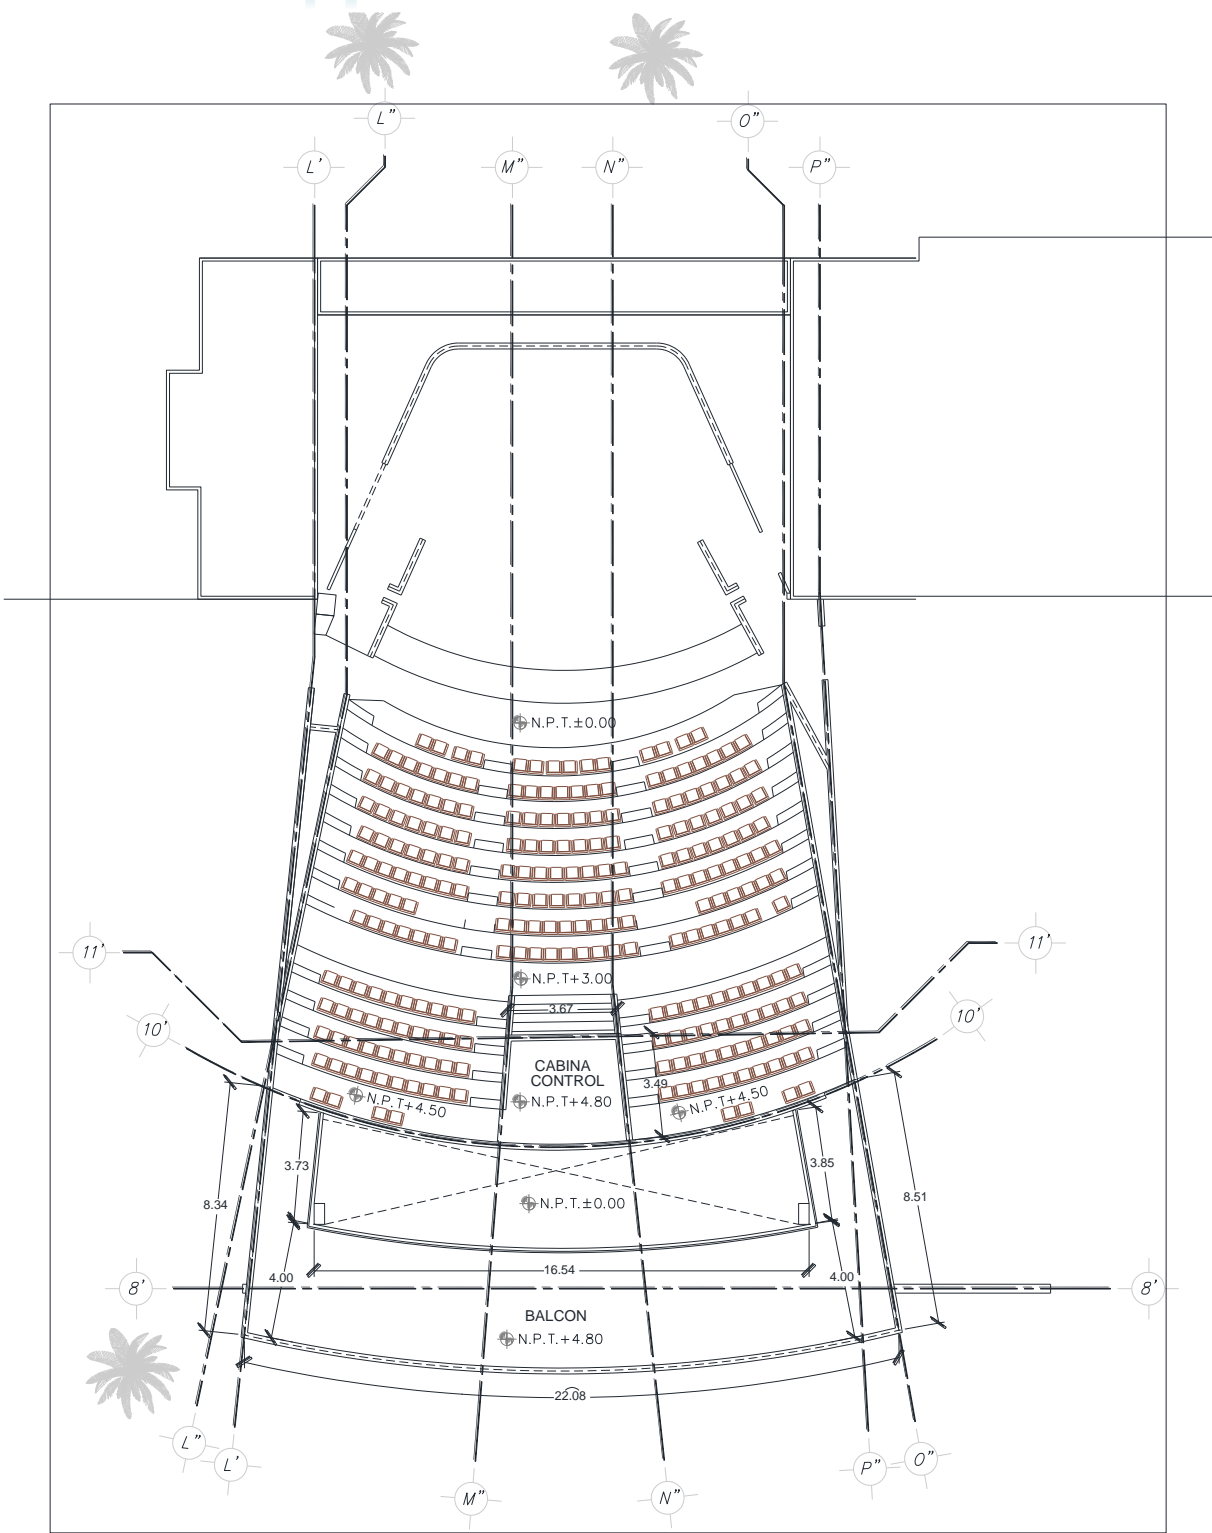 L"
O"
L'
M"
N"
P"
N.P.T.±0.00
11'
11'
N.P.T+3.00
3.67
10'
10'
CABINA
CONTROL
3.49
N.P.T+4.50
N.P.T+4.80
N.P.T+4.50
3.73
3.85
8.34
N.P.T.±0.00
8.51
16.54
4.00
4.00
8'
8'
BALCON
N.P.T.+4.80
22.08
L"
L'
M"
N"
P"
O"